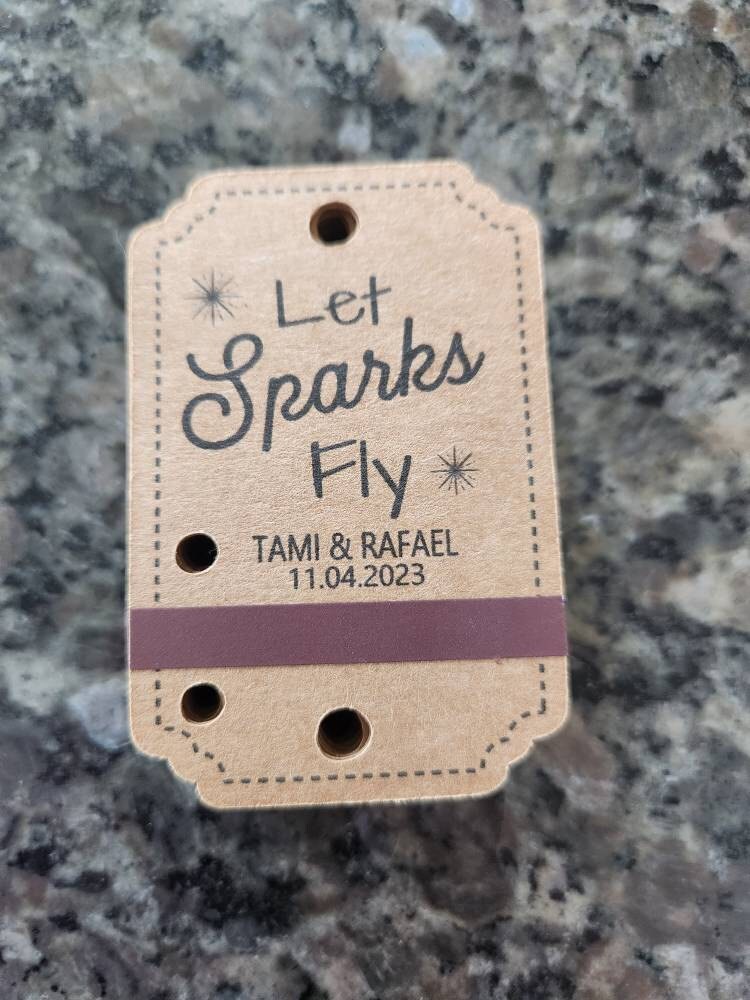 Let
Sparks
Fly
TAMI & RAFAEL
11.04.2023